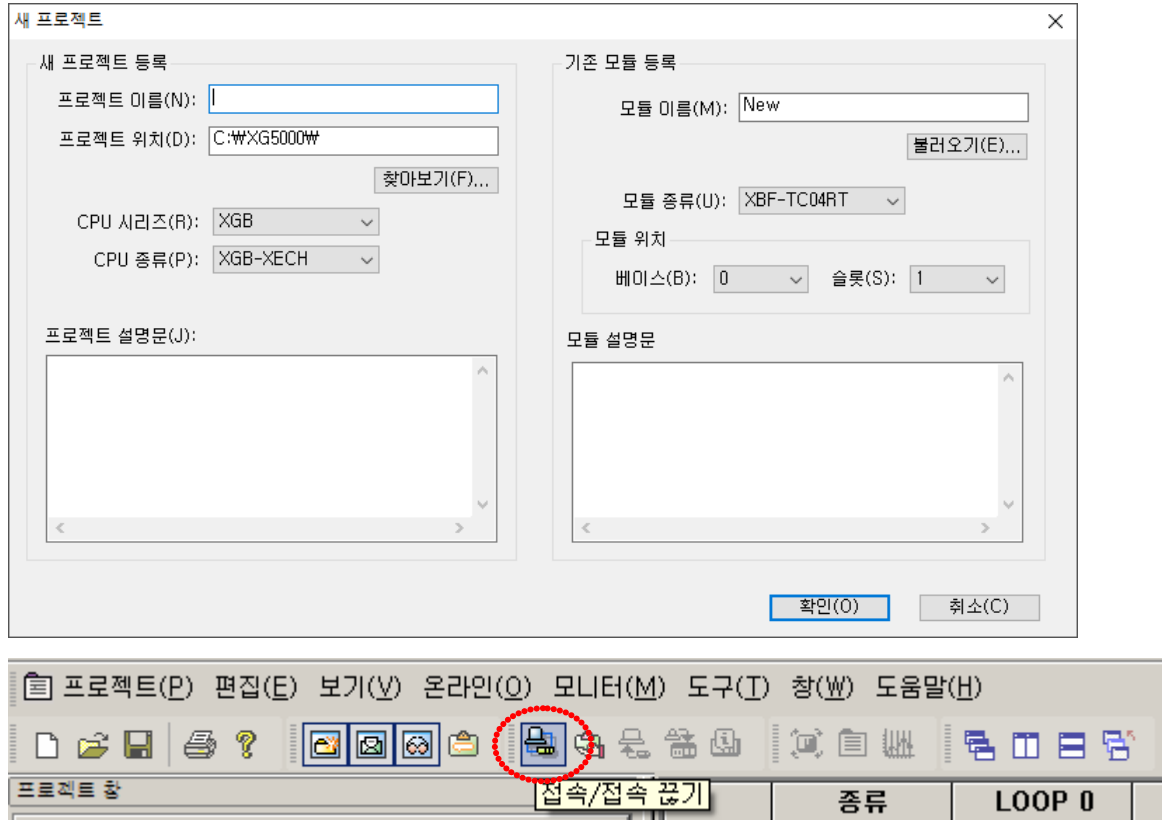 새 프로젝트
새 프로젝트 등록
프로젝트 이름(N):
프로젝트 위치(D): C:₩XG5000₩
찾아보기(F)...
CPU 시리즈(R): XGB
CPU 종류(P): XGB-XECH
프로젝트 설명문(J):
기존 모듈 등록
모듈 이름(M): New
불러오기(E)...
모듈 종류(U): XBF-TC04RT
모듈 위치
베이스(B): 0 슬롯(S): 1
모듈 설명문
확인(O) 취소(C)
프로젝트(P) 편집(E) 보기(V) 온라인(O) 모니터(M) 도구(T) 창(W) 도움말(H)
프로젝트 창
접속/접속 끊기
종류 LOOP 0